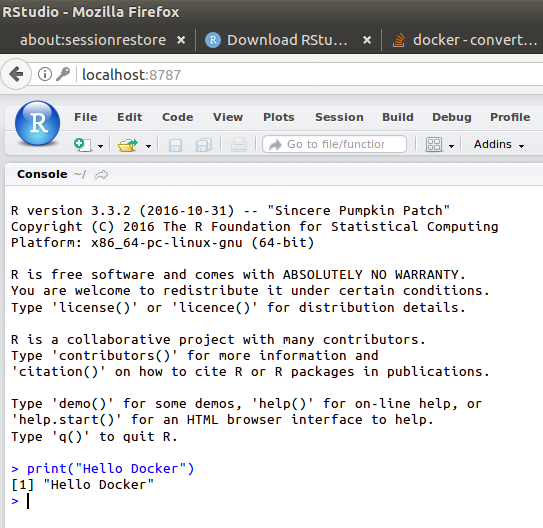 RStudio - Mozilla Firefox
about:sessionrestore × Download RStu... × docker - convert...
localhost:8787
R File Edit Code View Plots Session Build Debug Profile
Go to file/function Addins
Console ~/
R version 3.3.2 (2016-10-31) -- "Sincere Pumpkin Patch"
Copyright (C) 2016 The R Foundation for Statistical Computing
Platform: x86_64-pc-linux-gnu (64-bit)
R is free software and comes with ABSOLUTELY NO WARRANTY.
You are welcome to redistribute it under certain conditions.
Type 'license()' or 'licence()' for distribution details.
R is a collaborative project with many contributors.
Type 'contributors()' for more information and
'citation()' on how to cite R or R packages in publications.
Type 'demo()' for some demos, 'help()' for on-line help, or
'help.start()' for an HTML browser interface to help.
Type 'q()' to quit R.
> print("Hello Docker")
[1] "Hello Docker"
>